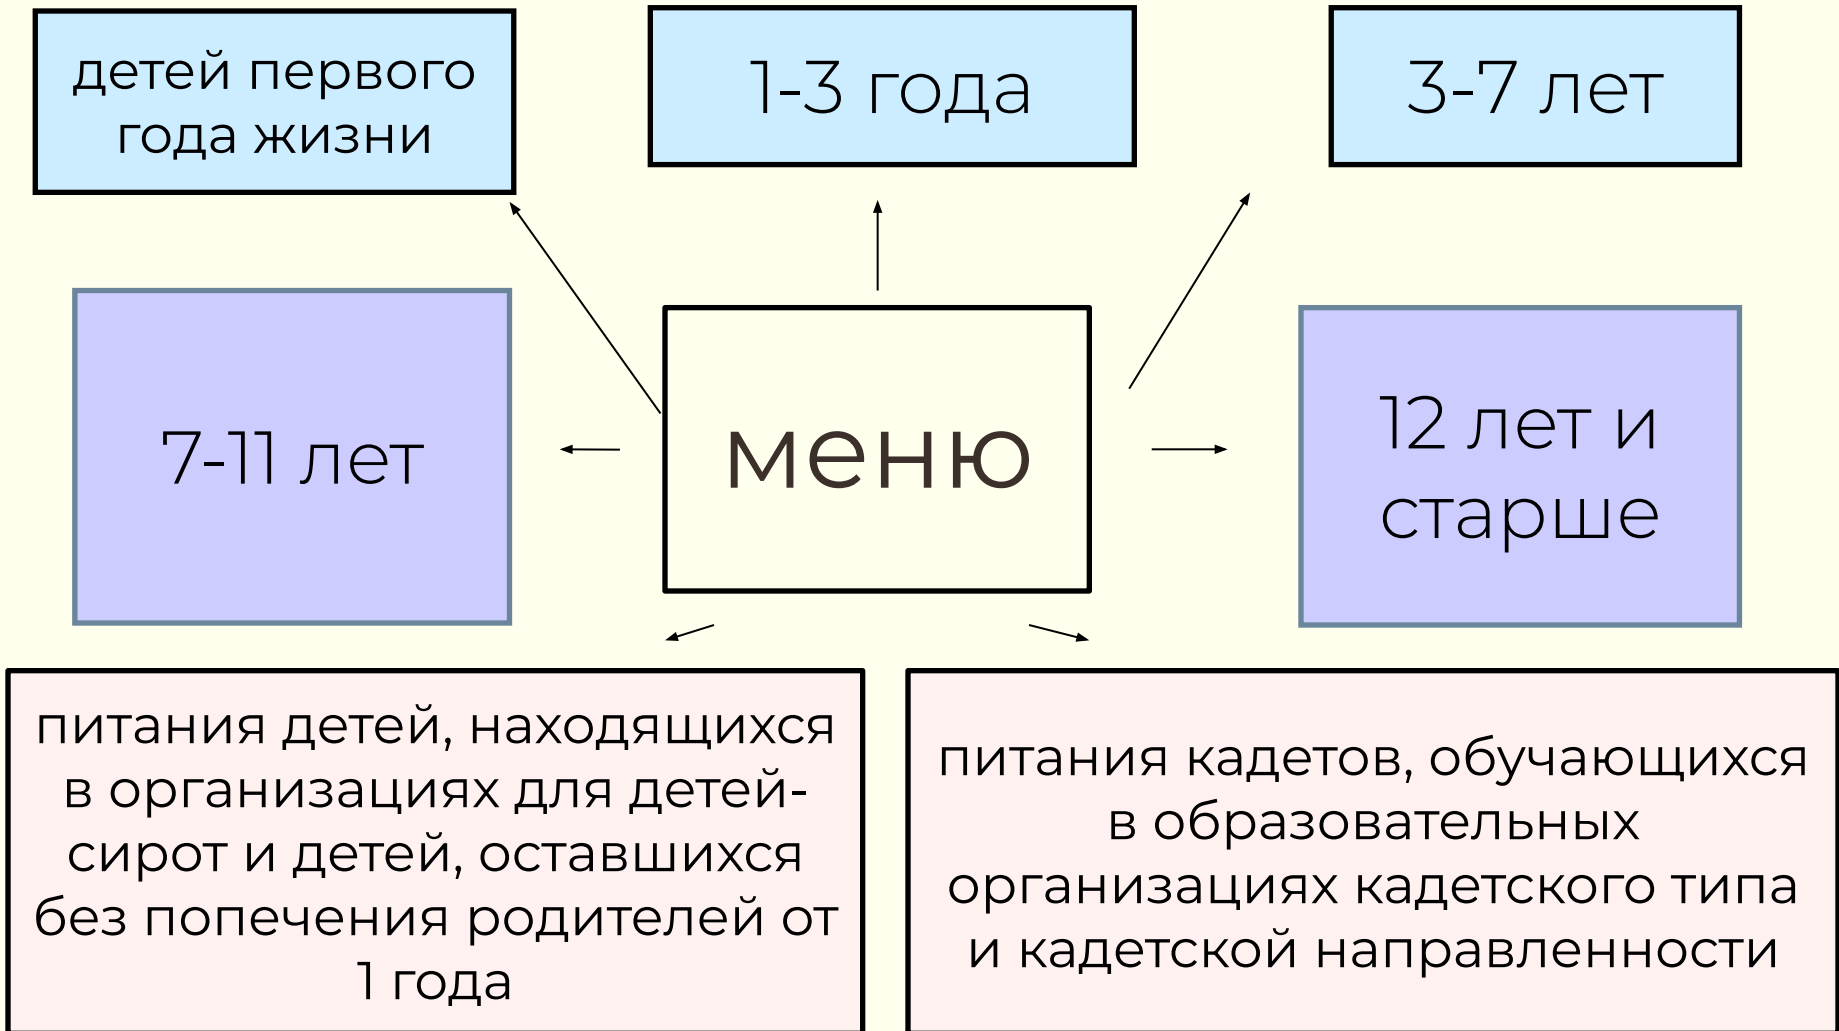 детей первого
года жизни
1-3 года
3-7 лет
7-11 лет
меню
12 лет и
старше
питания детей, находящихся
в организациях для детей-
сирот и детей, оставшихся
без попечения родителей от
1 года
питания кадетов, обучающихся
в образовательных
организациях кадетского типа
и кадетской направленности